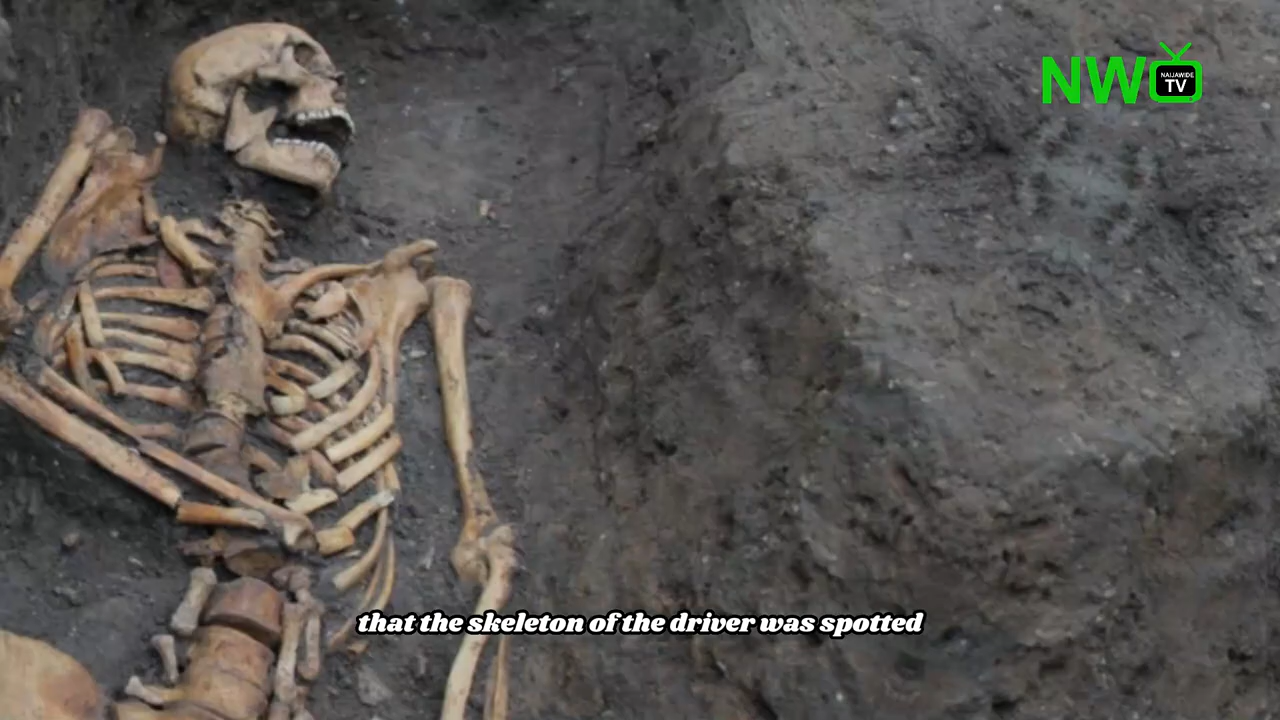 NW
NAIJAWIDE
TV
that the skeleton of the driver was spotted